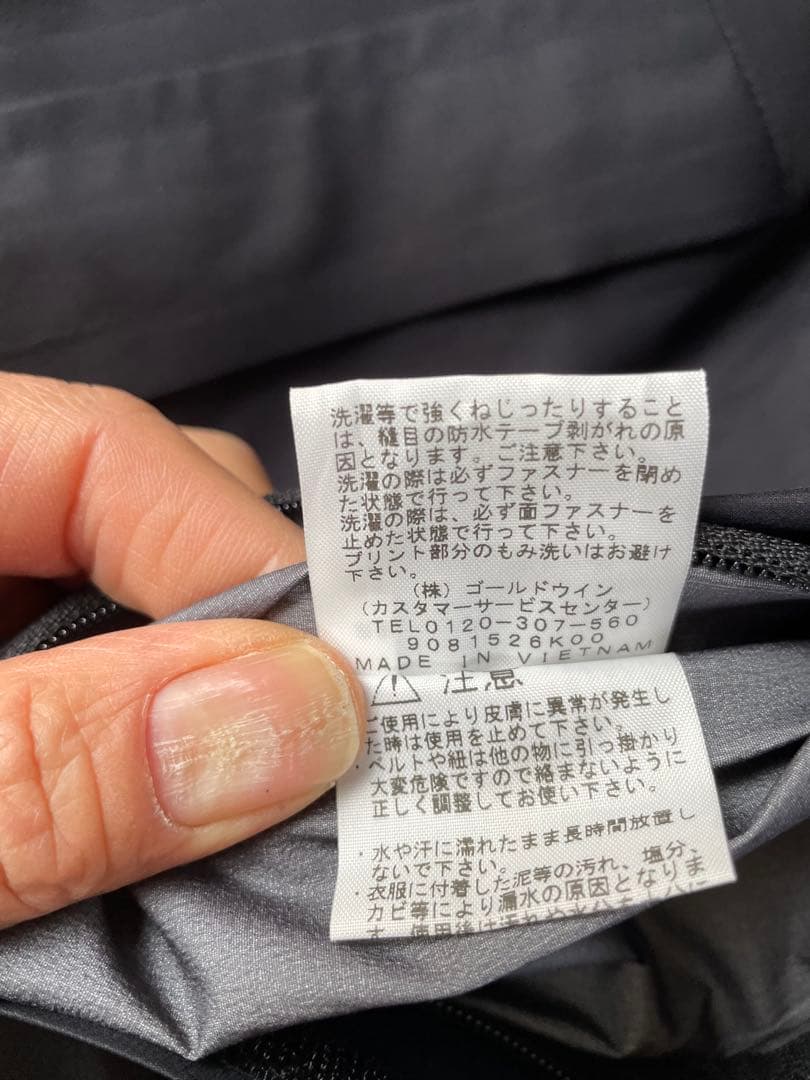 洗濯等で強くねじったりすること
は、縫目の防水テープ剥がれの原
因となります。ご注意下さい。
洗濯の際は必ずファスナーを閉め
た状態で行って下さい。
洗濯の際は、必ず面ファスナーを
止めた状態で行って下さい。
プリント部分のもみ洗いはお避け
下さい。
(株) ゴールドウイン
(カスタマーサービスセンター)
TEL0120-307-560
9081526K00
MADE IN VIETNAM
注意
ご使用により皮膚に異常が発生し
た時は使用を止めて下さい。
・ベルトや紐は他の物に引っ掛かり
大変危険ですので絡まないように
正しく調整してお使い下さい。
・水や汗に濡れたまま長時間放置し
ないで下さい。
・衣服に付着した泥等の汚れ、塩分、
カビ等により漏水の原因となりま
す。使用後は汚れや水分を十分に